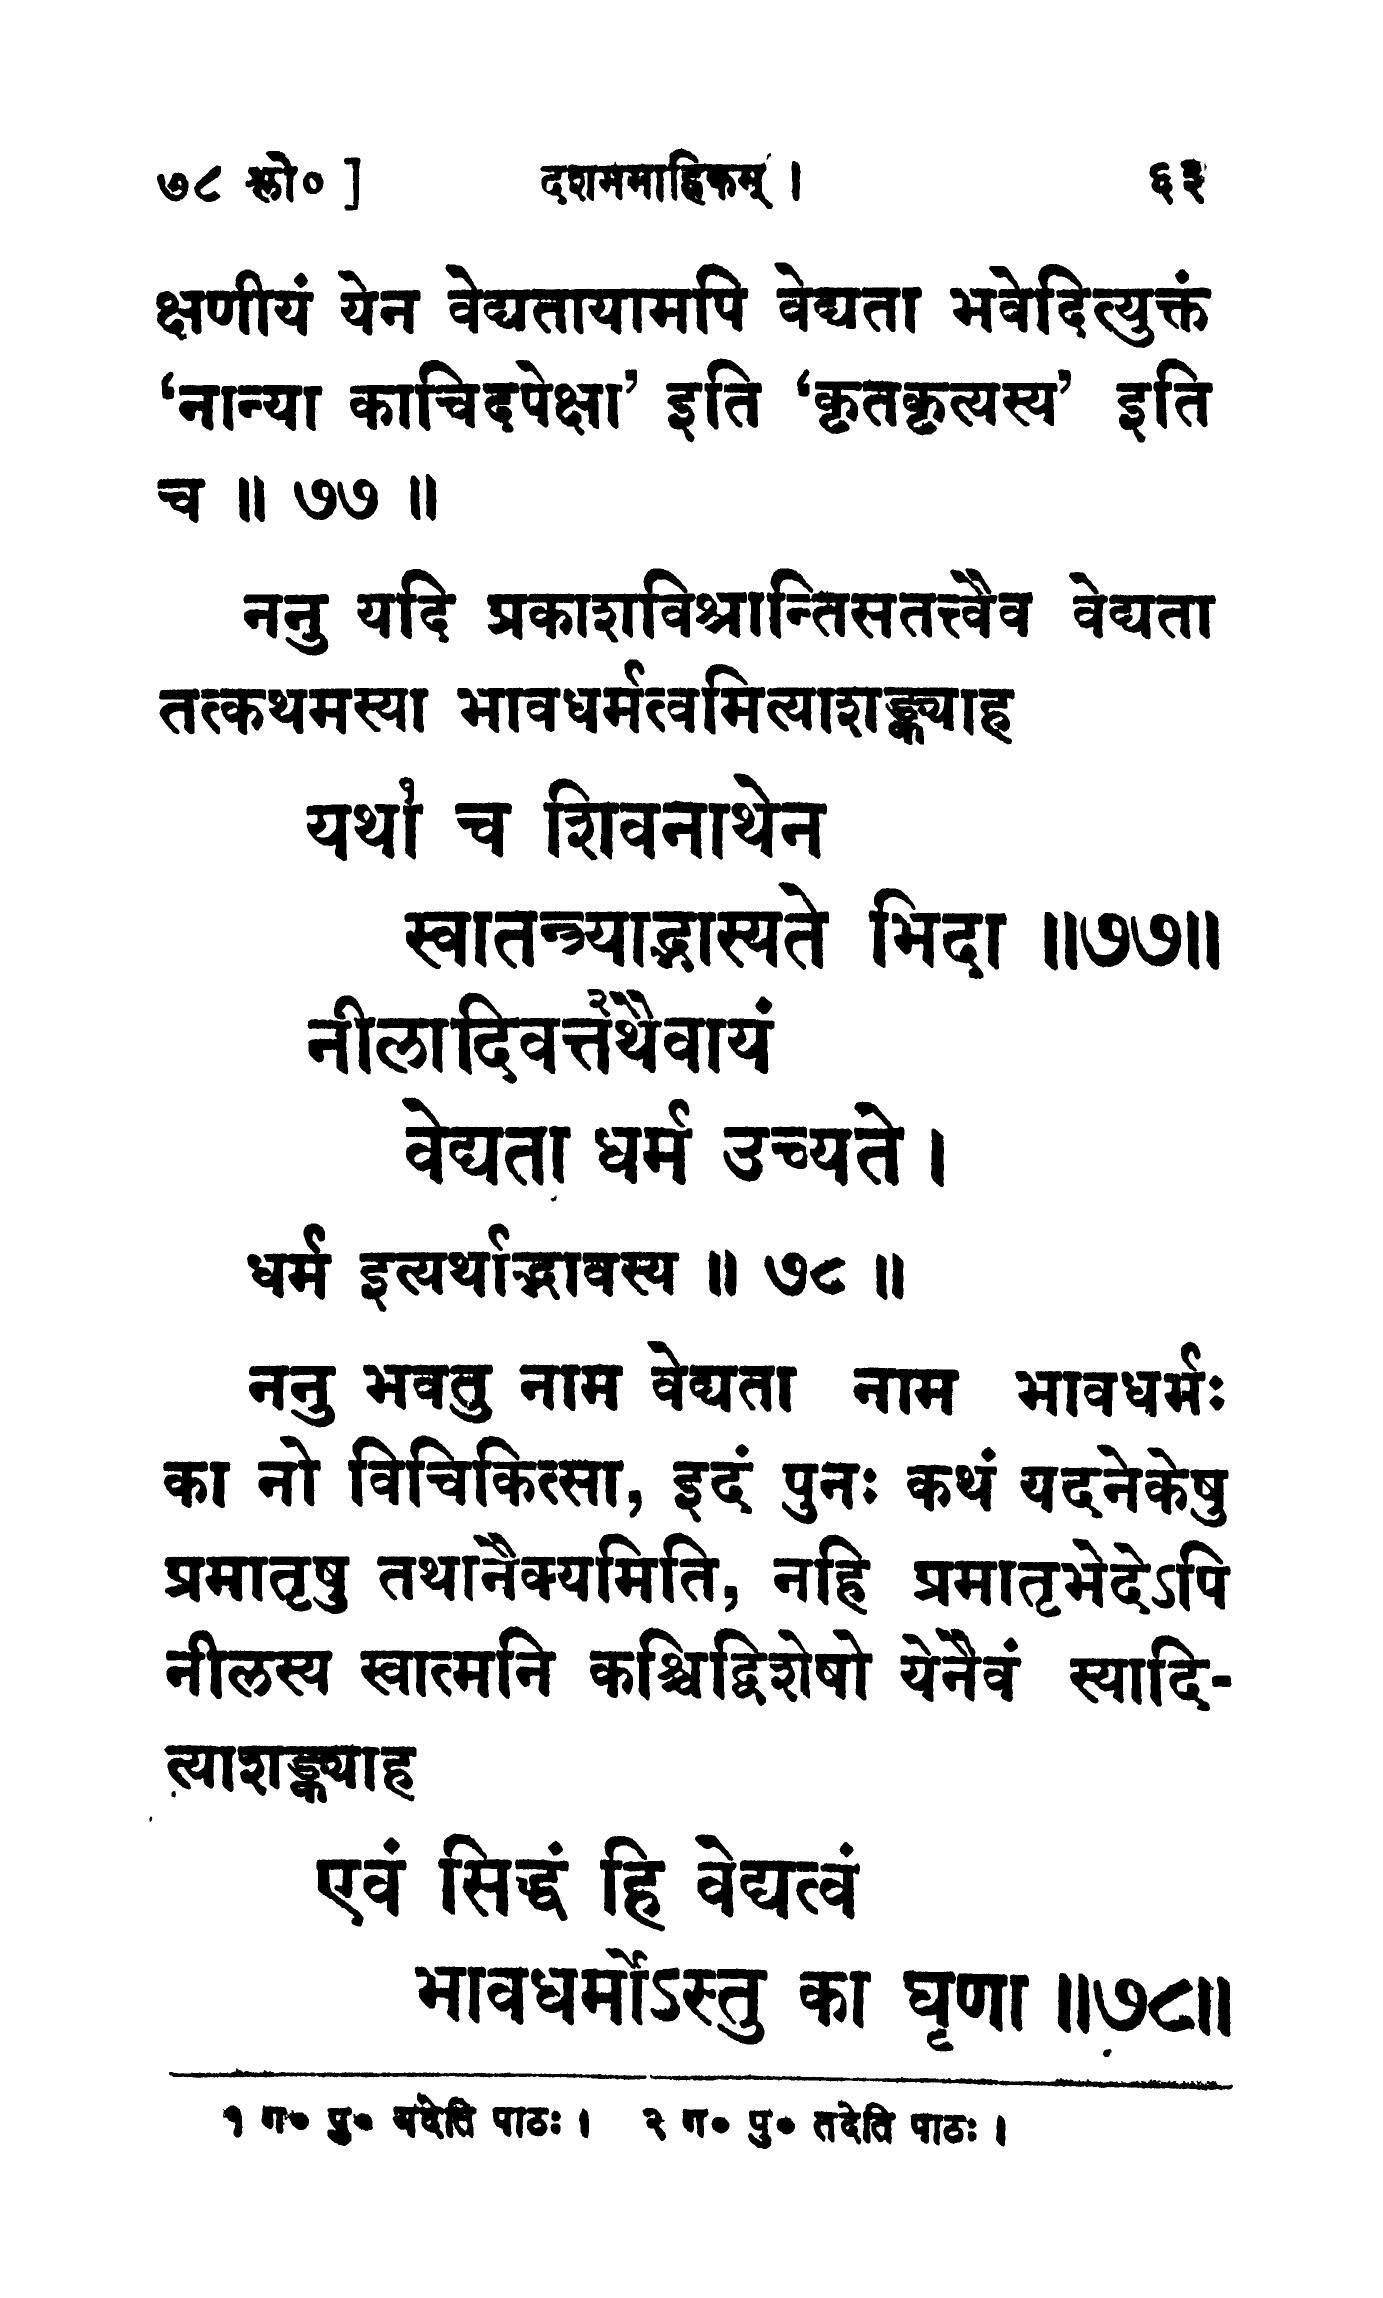 ७८ श्लो० ] दशममाह्निकम् । ६३
क्षणीयं येन वेद्यतायामपि वेद्यता भवेदित्युक्तं
‘नान्या काचिदपेक्षा’ इति ‘कृतकृत्यस्य’ इति
च ॥ ७७ ॥
ननु यदि प्रकाशविश्रान्तिसतत्त्वैव वेद्यता
तत्कथमस्या भावधर्मत्वमित्याशङ्क्याह
यथा१ च शिवनाथेन
स्वातन्त्र्याद्भास्यते भिदा ॥७७॥
नीलादिवत्त२थैवायं
वेद्यता धर्म उच्यते ।
धर्म इत्यर्थाद्भावस्य ॥ ७८ ॥
ननु भवतु नाम वेद्यता नाम भावधर्मः
का नो विचिकित्सा, इदं पुनः कथं यदनेकेषु
प्रमातृषु तथानैक्यमिति, नहि प्रमातृभेदेऽपि
नीलस्य स्वात्मनि कश्चिद्विशेषो येनैवं स्यादि-
त्याशङ्क्याह
एवं सिद्धं हि वेद्यत्वं
भावधर्मोऽस्तु का घृणा ॥७८॥
१ ग० पु० यदेति पाठः । २ ग० पु० तदेति पाठः ।